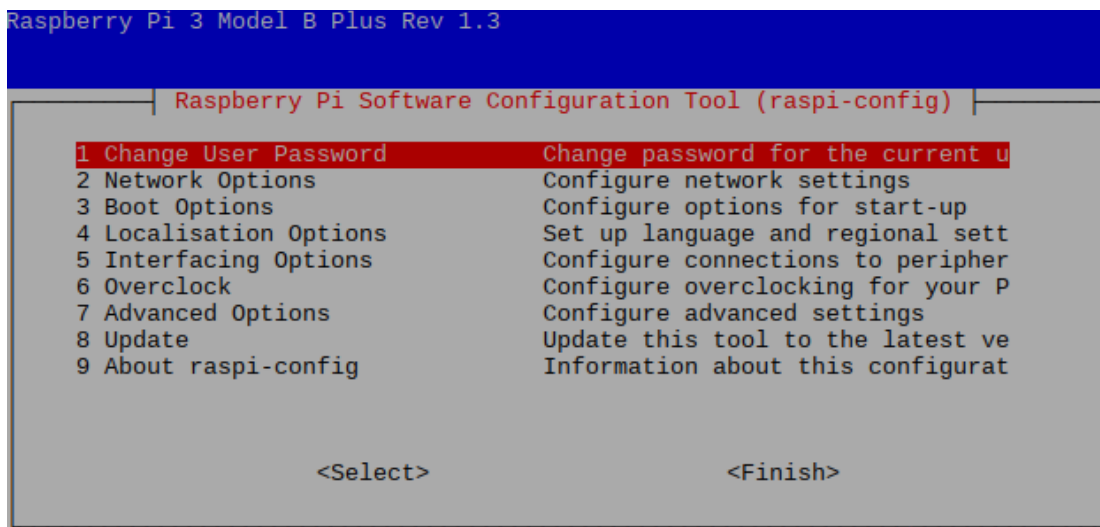 Raspberry Pi 3 Model B Plus Rev 1.3
Raspberry Pi Software Configuration Tool (raspi-config)
1 Change User Password Change password for the current u
2 Network Options Configure network settings
3 Boot Options Configure options for start-up
4 Localisation Options Set up language and regional sett
5 Interfacing Options Configure connections to peripher
6 Overclock Configure overclocking for your P
7 Advanced Options Configure advanced settings
8 Update Update this tool to the latest ve
9 About raspi-config Information about this configurat
<Select> <Finish>